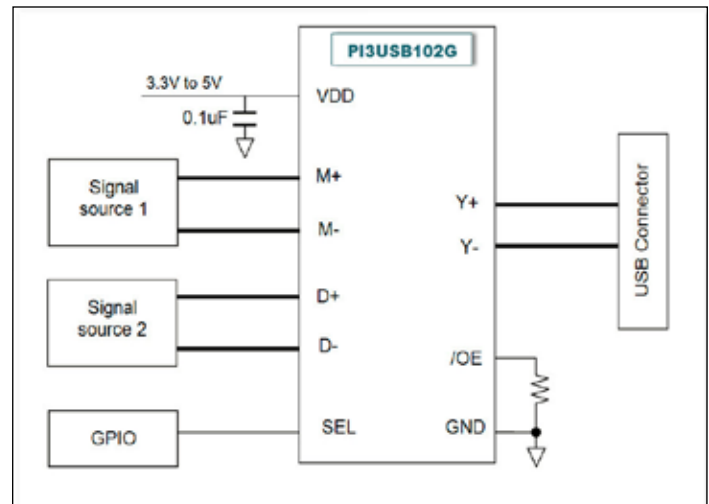 PI3USB102G
3.3V to 5V
VDD
0.1uF
Signal
source 1
M+
M-
Y+
Y-
USB Connector
Signal
source 2
D+
D-
/OE
GPIO
SEL
GND